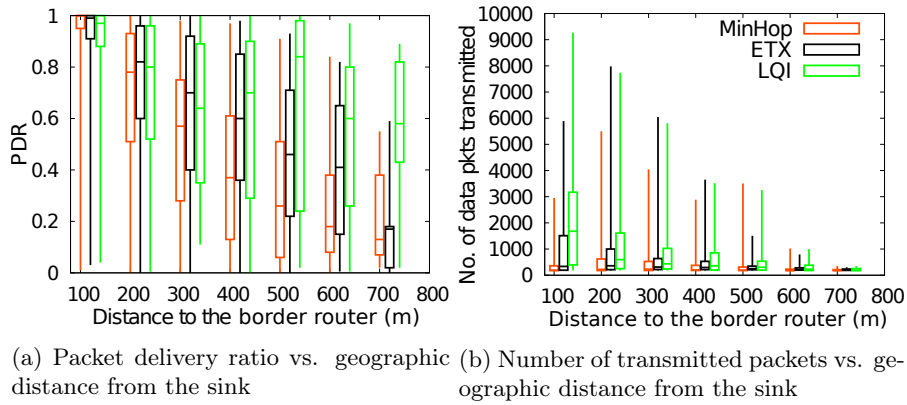 1
0.8
0.6
0.4
0.2
0
PDR
100 200 300 400 500 600 700 800
Distance to the border router (m)
(a) Packet delivery ratio vs. geographic
distance from the sink
10000
9000
8000
7000
6000
5000
4000
3000
2000
1000
0
No. of data pkts transmitted
MinHop
ETX
LQI
100 200 300 400 500 600 700 800
Distance to the border router (m)
(b) Number of transmitted packets vs. ge-
ographic distance from the sink